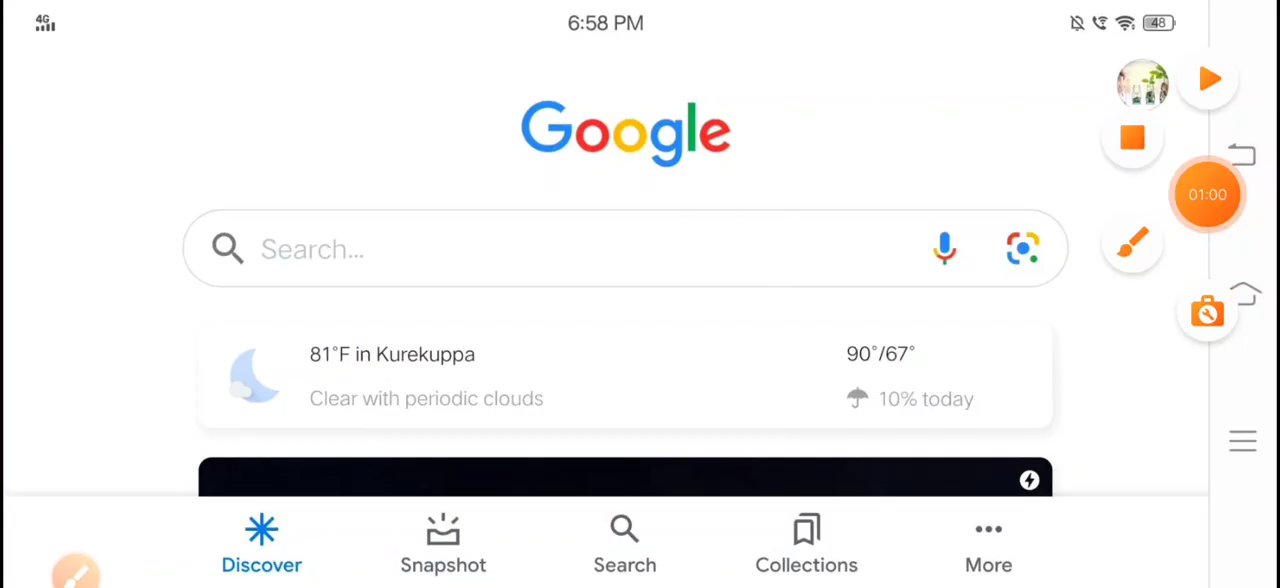 4G
6:58 PM
48
Google
01:00
Search...
81°F in Kurekuppa
90°/67°
Clear with periodic clouds
10% today
Discover
Snapshot
Search
Collections
More